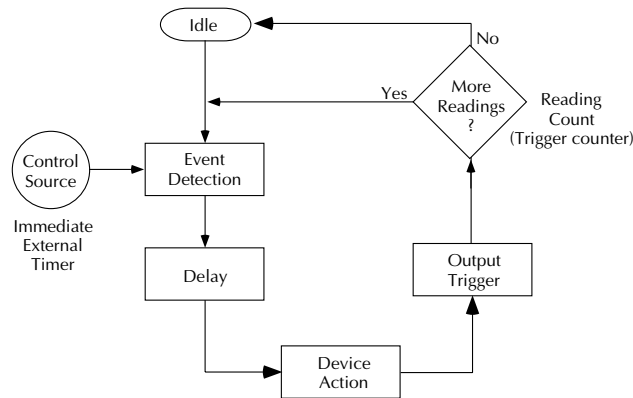 Idle
No
More
Readings
?
Yes
Reading
Count
(Trigger counter)
Control
Source
Event
Detection
Immediate
External
Timer
Delay
Output
Trigger
Device
Action